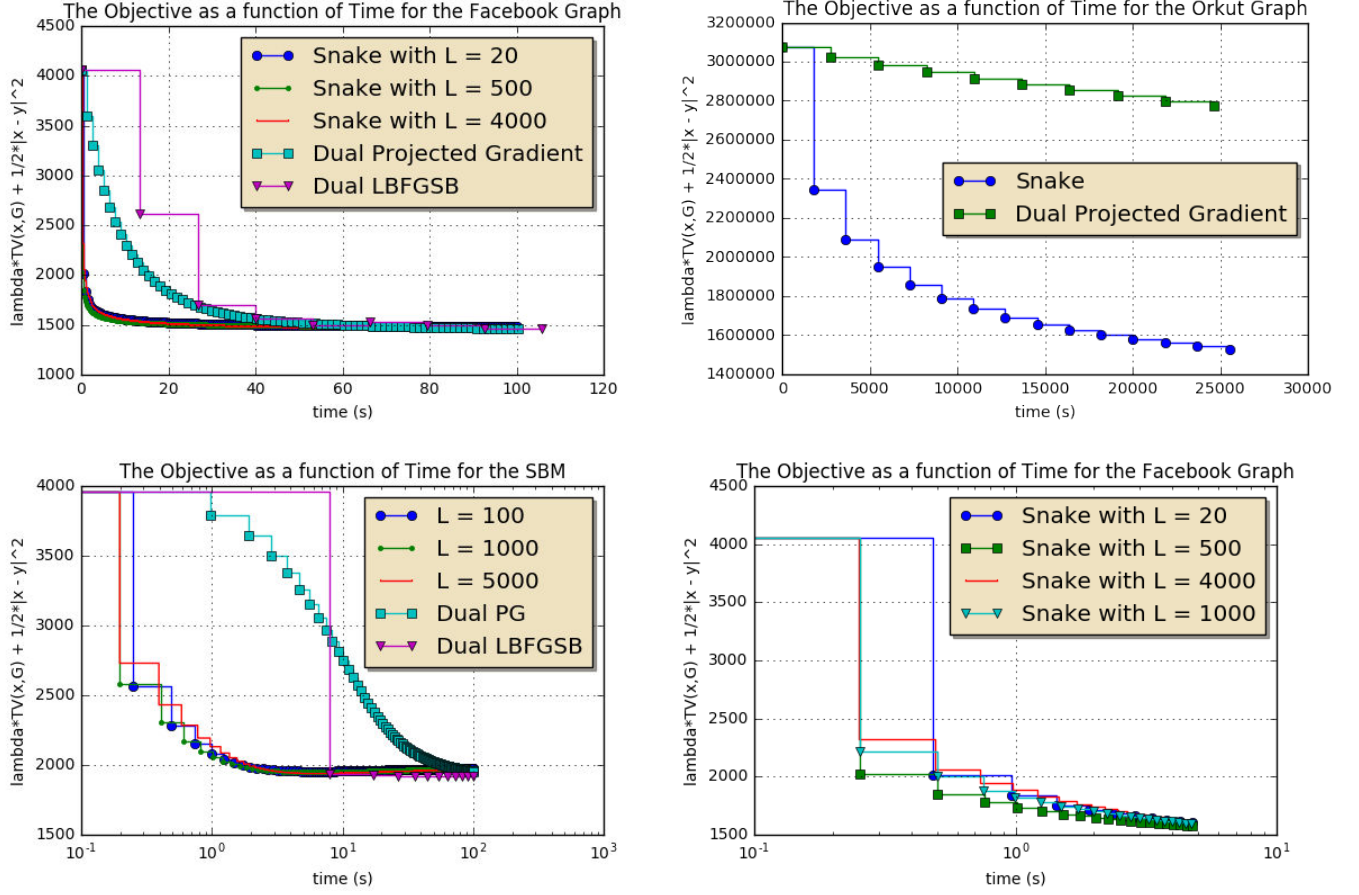 The Objective as a function of Time for the Facebook Graph
4500
4000
3500
3000
2500
2000
1500
1000
lambda*TV(x,G) + 1/2*|x - y|^2
Snake with L = 20
Snake with L = 500
Snake with L = 4000
Dual Projected Gradient
Dual LBFGSB
0 20 40 60 80 100 120
time (s)
The Objective as a function of Time for the Orkut Graph
3200000
3000000
2800000
2600000
2400000
2200000
2000000
1800000
1600000
1400000
lambda*TV(x,G) + 1/2*|x - y|^2
Snake
Dual Projected Gradient
0 5000 10000 15000 20000 25000 30000
time (s)
The Objective as a function of Time for the SBM
4000
3500
3000
2500
2000
1500
lambda*TV(x,G) + 1/2*|x - y|^2
L = 100
L = 1000
L = 5000
Dual PG
Dual LBFGSB
10^-1 10^0 10^1 10^2 10^3
time (s)
The Objective as a function of Time for the Facebook Graph
4500
4000
3500
3000
2500
2000
1500
lambda*TV(x,G) + 1/2*|x - y|^2
Snake with L = 20
Snake with L = 500
Snake with L = 4000
Snake with L = 1000
10^-1 10^0 10^1
time (s)